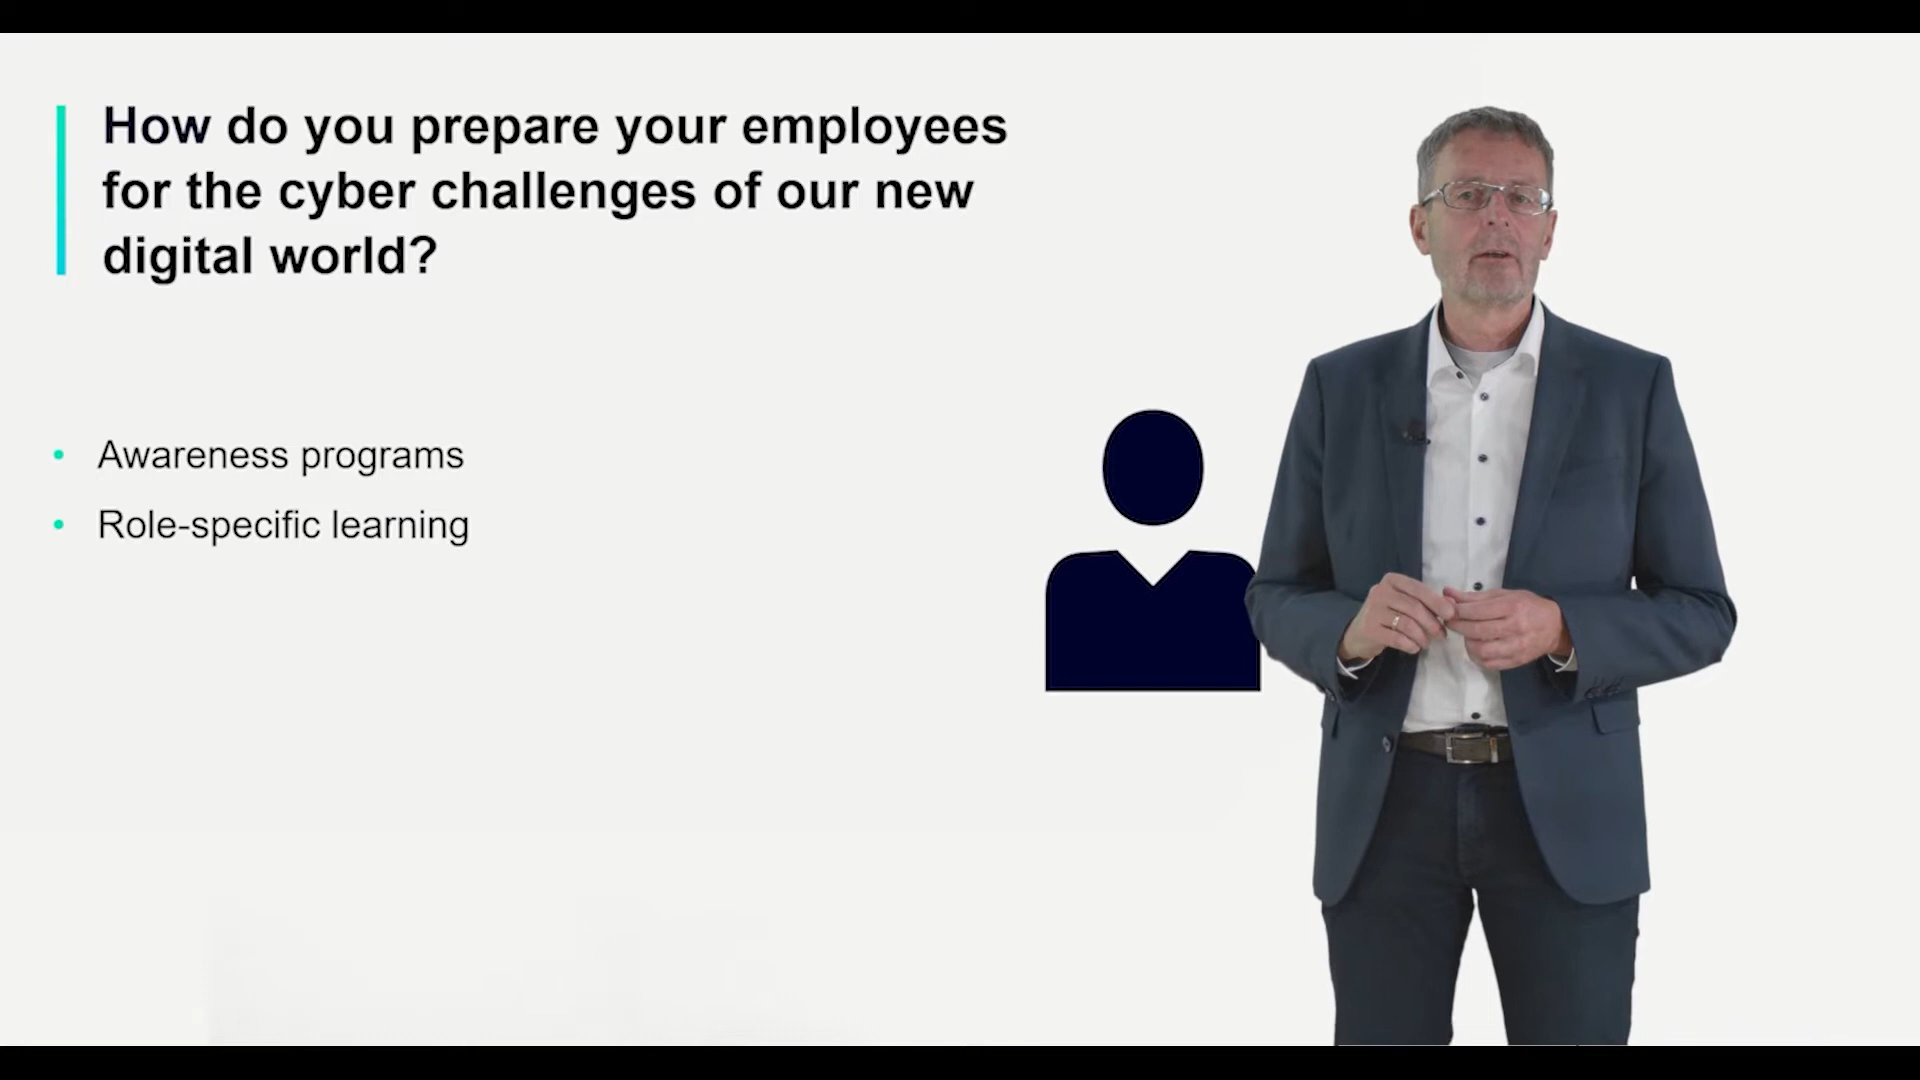 How do you prepare your employees
for the cyber challenges of our new
digital world?
• Awareness programs
• Role-specific learning